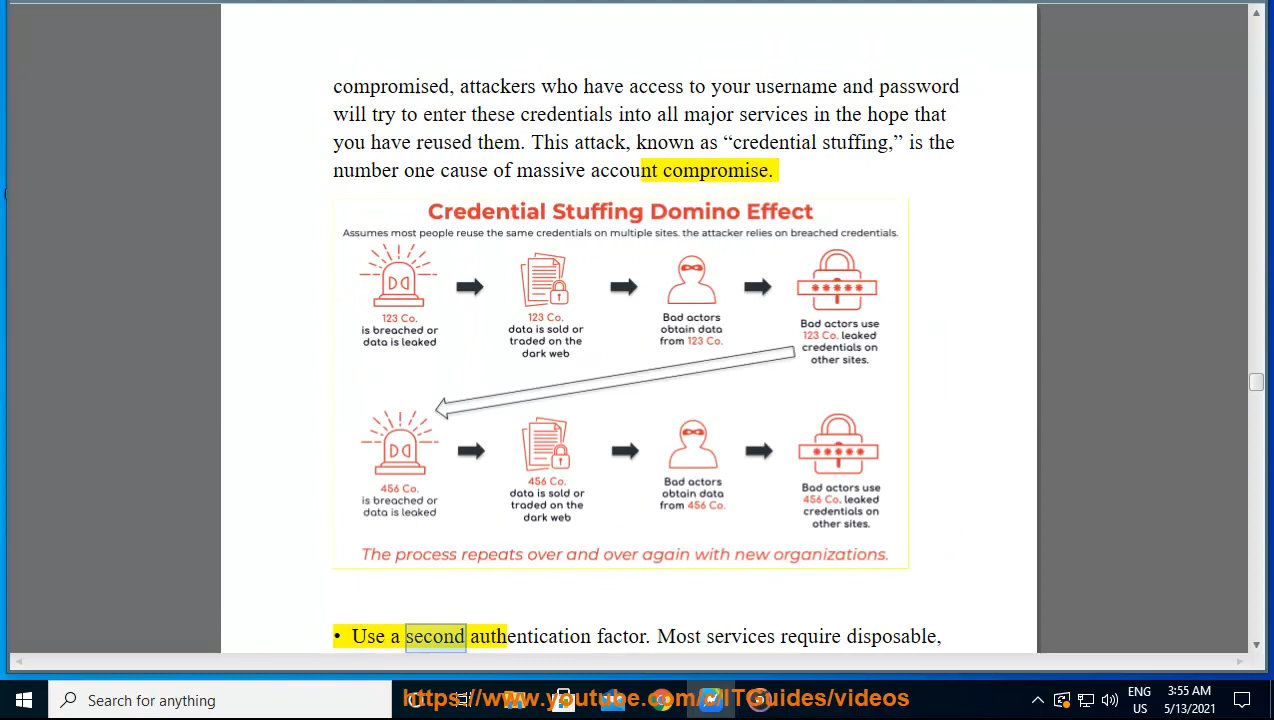 compromised, attackers who have access to your username and password
will try to enter these credentials into all major services in the hope that
you have reused them. This attack, known as “credential stuffing,” is the
number one cause of massive account compromise.
Credential Stuffing Domino Effect
Assumes most people reuse the same credentials on multiple sites. the attacker relies on breached credentials.
123 Co.
is breached or
data is leaked
123 Co.
data is sold or
traded on the
dark web
Bad actors
obtain data
from 123 Co.
Bad actors use
123 Co. leaked
credentials on
other sites.
456 Co.
is breached or
data is leaked
456 Co.
data is sold or
traded on the
dark web
Bad actors
obtain data
from 456 Co.
Bad actors use
456 Co. leaked
credentials on
other sites.
The process repeats over and over again with new organizations.
• Use a second authentication factor. Most services require disposable,
Search for anything
ENG
US
3:55 AM
5/13/2021